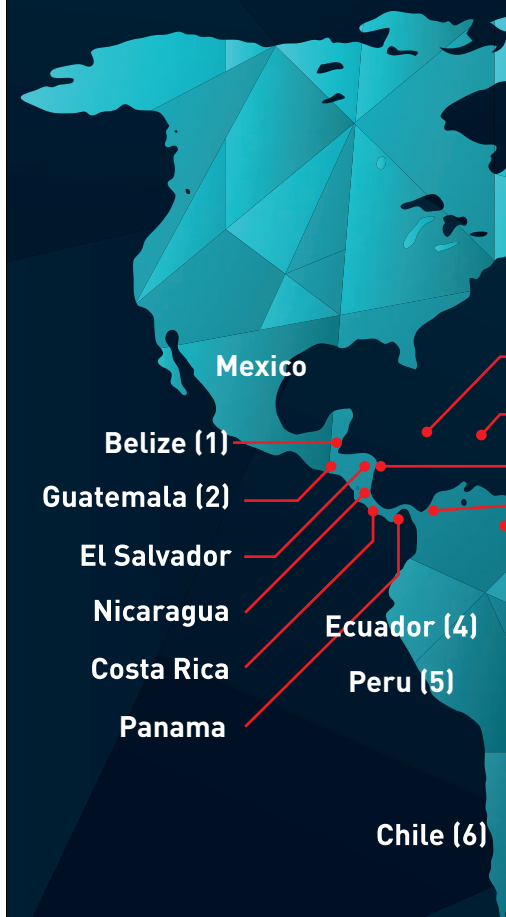 Mexico
Belize (1)
Guatemala (2)
El Salvador
Nicaragua
Costa Rica
Panama
Ecuador (4)
Peru (5)
Chile (6)